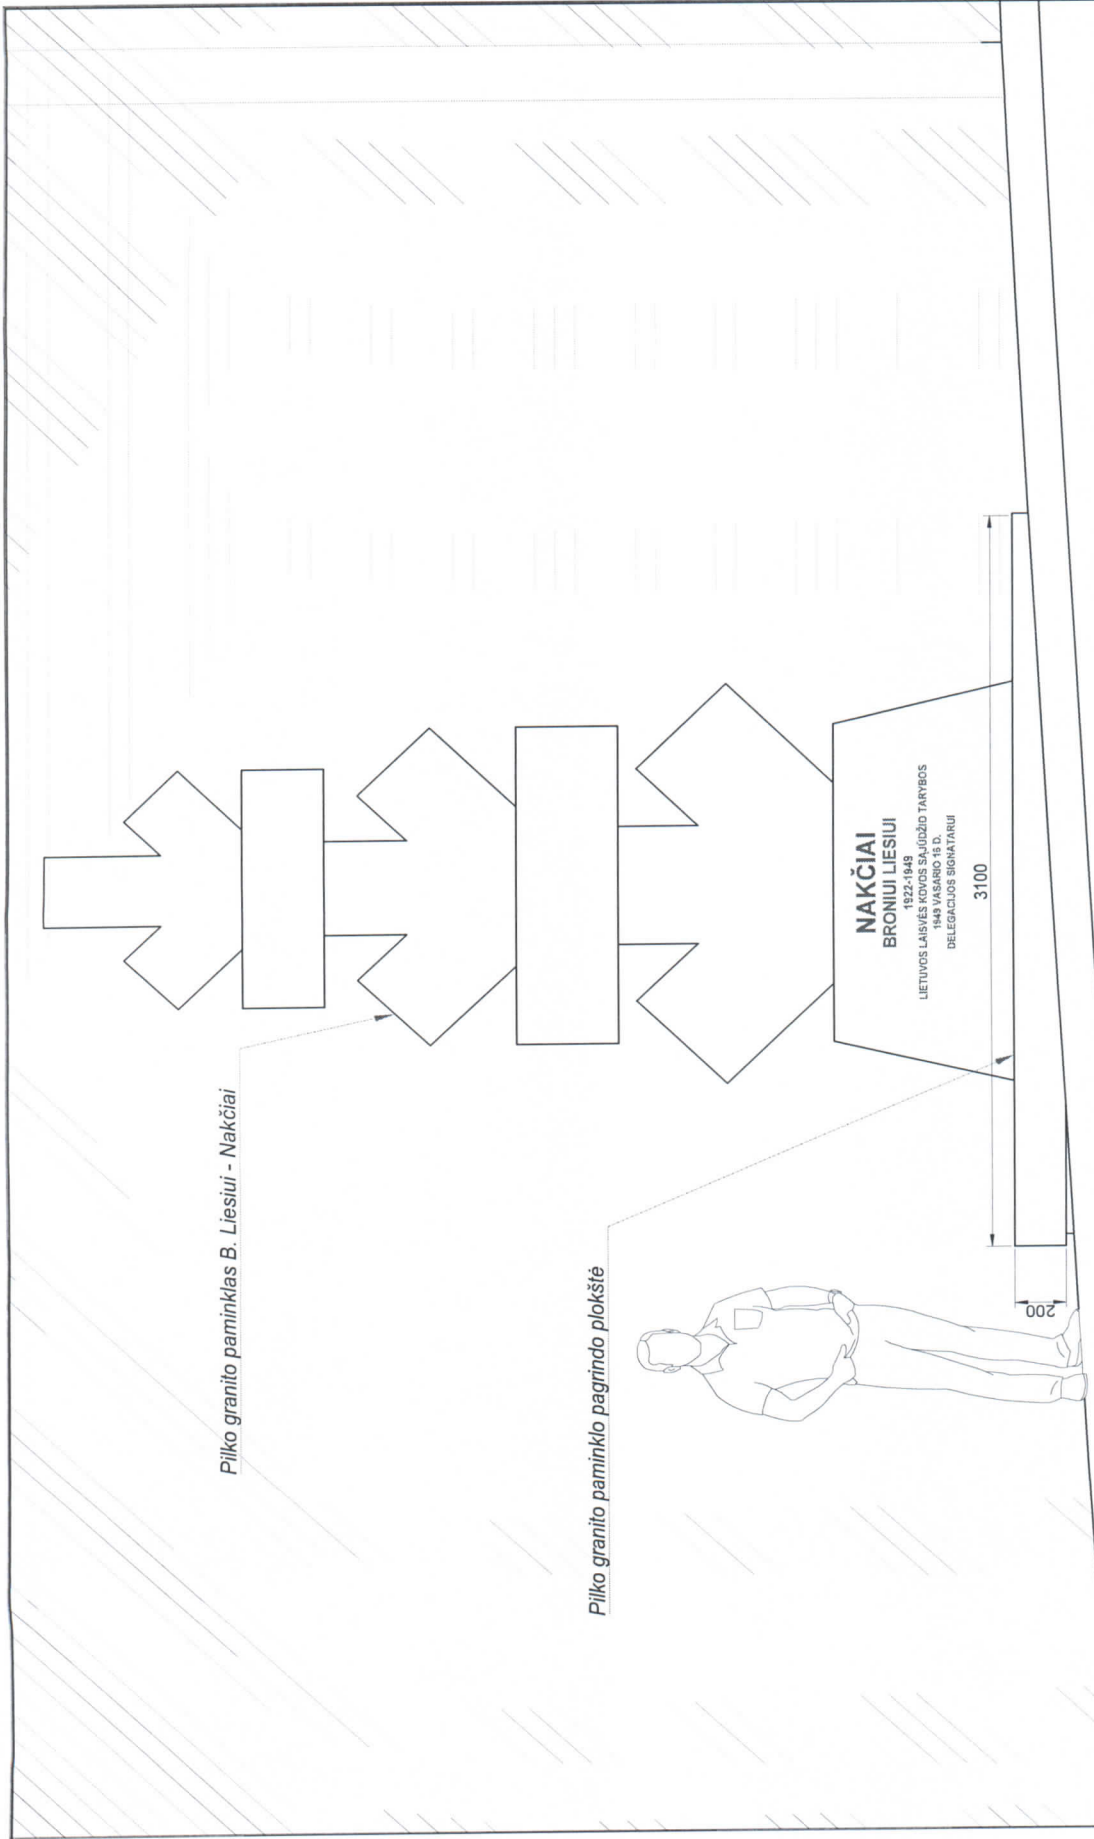 Pilko granito paminklas B. Liesiui - Nakčiai
Pilko granito paminklo pagrindo plokštė
NAKČIAI
BRONIUI LIESIUI
1922-1949
LIETUVOS LAISVĖS KOVOS SĄJŪDŽIO TARYBOS
1949 VASARIO 16 D.
DELEGACIJOS SIGNATARUI
3100
200